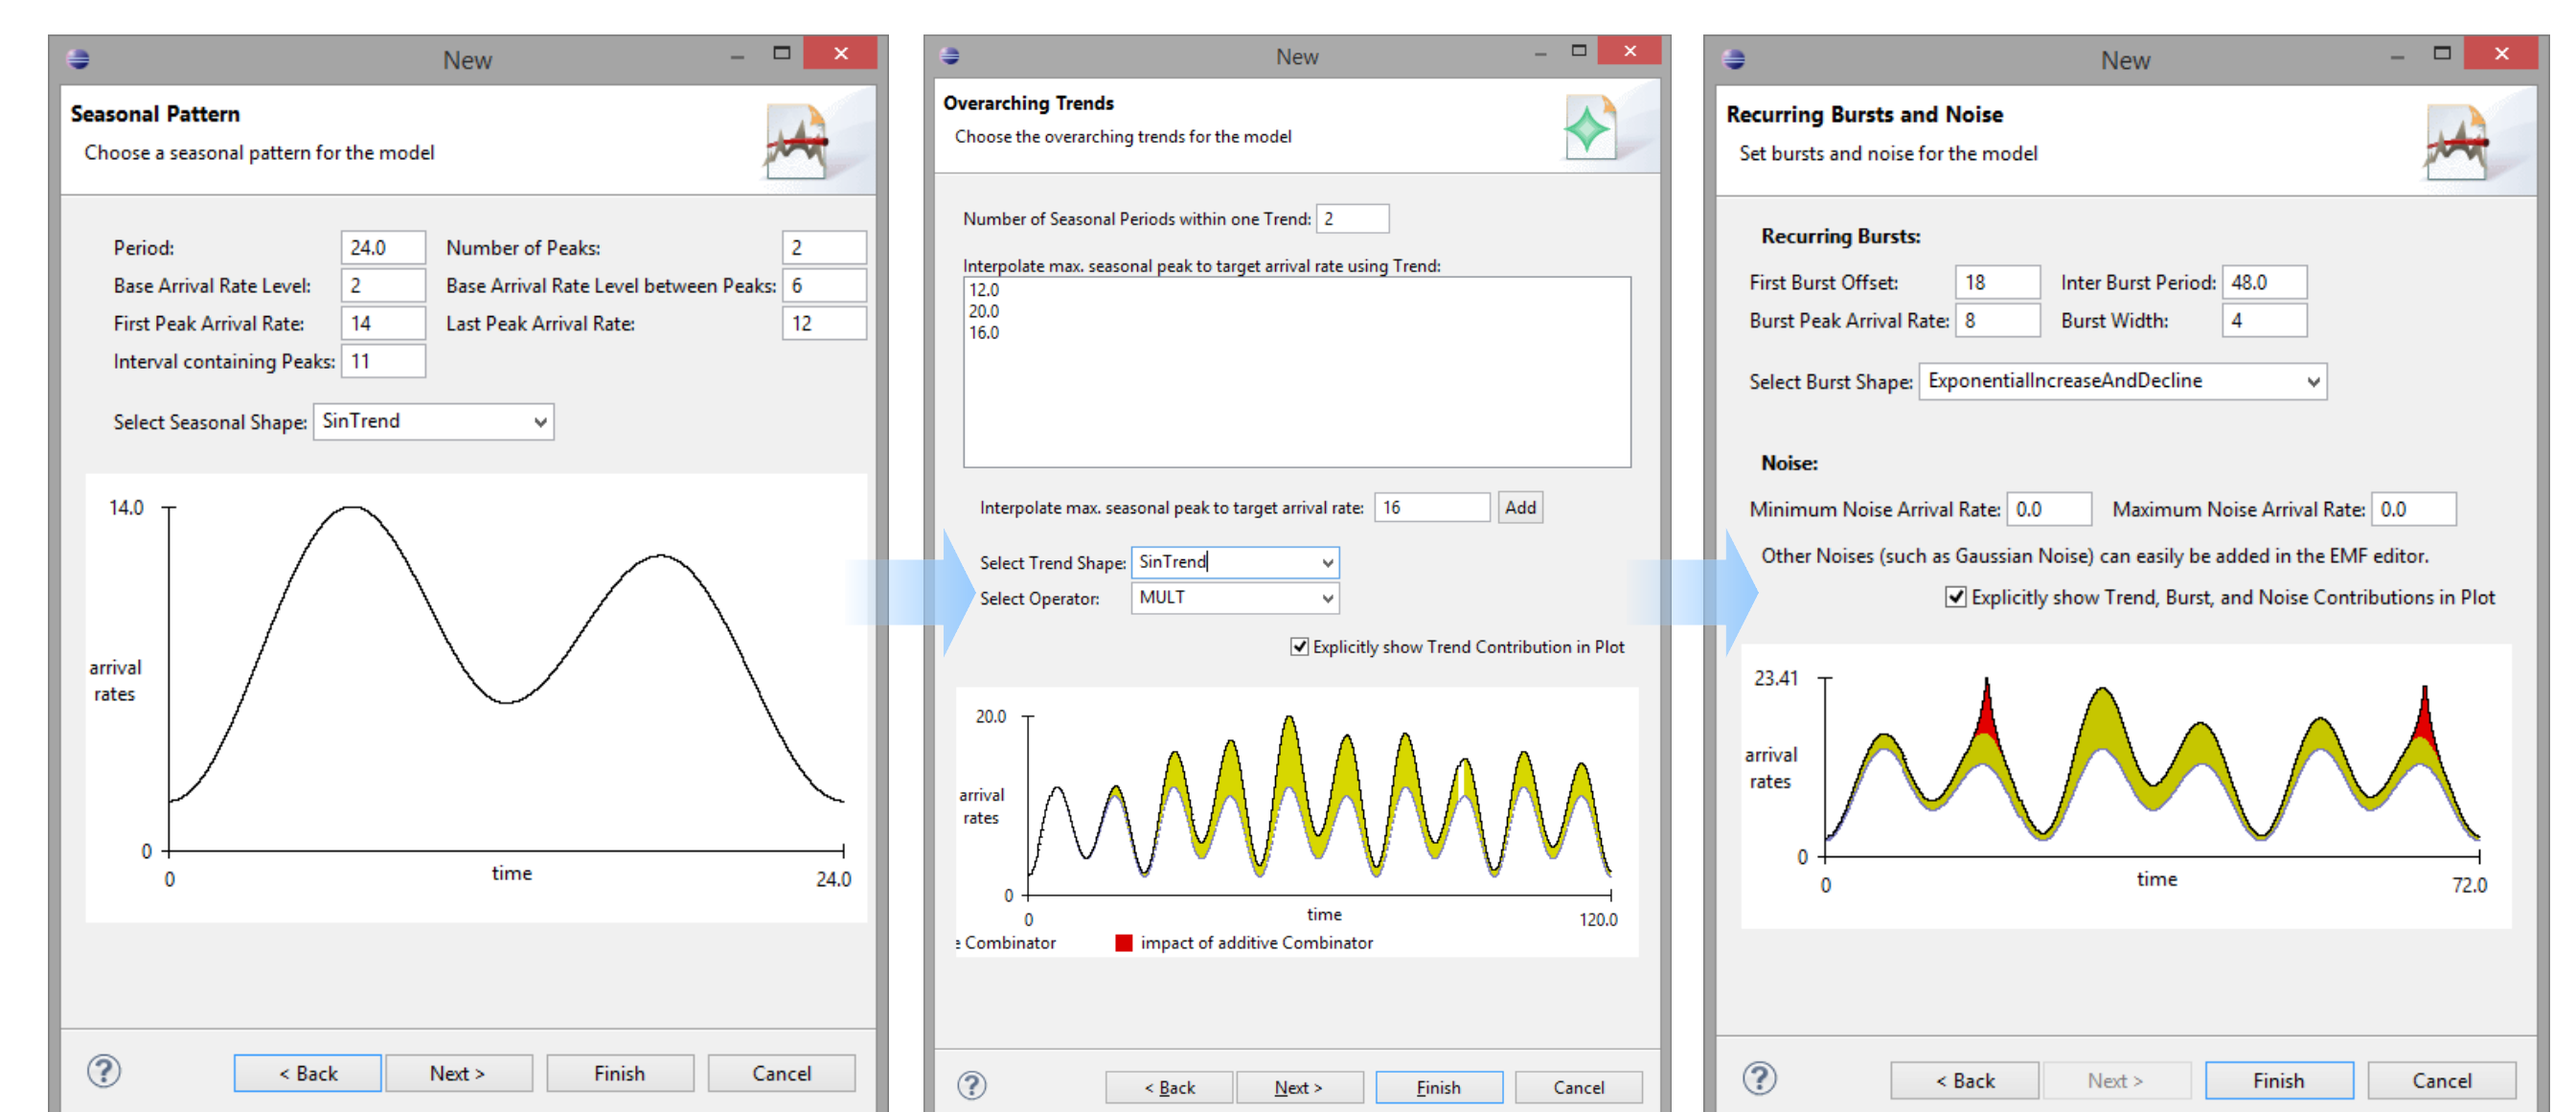 New
Seasonal Pattern
Choose a seasonal pattern for the model
Period: 24.0 Number of Peaks: 2
Base Arrival Rate Level: 2 Base Arrival Rate Level between Peaks: 6
First Peak Arrival Rate: 14 Last Peak Arrival Rate: 12
Interval containing Peaks: 11
Select Seasonal Shape: SinTrend
14.0
arrival
rates
0
0 time 24.0
? < Back Next > Finish Cancel
New
Overarching Trends
Choose the overarching trends for the model
Number of Seasonal Periods within one Trend: 2
Interpolate max. seasonal peak to target arrival rate using Trend:
12.0
20.0
16.0
Interpolate max. seasonal peak to target arrival rate: 16 Add
Select Trend Shape: SinTrend
Select Operator: MULT
Explicitly show Trend Contribution in Plot
20.0
arrival
rates
0
0 time 120.0
e Combinator impact of additive Combinator
? < Back Next > Finish Cancel
New
Recurring Bursts and Noise
Set bursts and noise for the model
Recurring Bursts:
First Burst Offset: 18 Inter Burst Period: 48.0
Burst Peak Arrival Rate: 8 Burst Width: 4
Select Burst Shape: ExponentialIncreaseAndDecline
Noise:
Minimum Noise Arrival Rate: 0.0 Maximum Noise Arrival Rate: 0.0
Other Noises (such as Gaussian Noise) can easily be added in the EMF editor.
Explicitly show Trend, Burst, and Noise Contributions in Plot
23.41
arrival
rates
0
0 time 72.0
? < Back Next > Finish Cancel